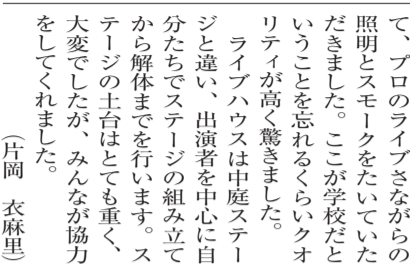 て、プロのライブさながらの
照明とスモークをたいていた
だきました。ここが学校だと
いうことを忘れるくらいクオ
リティが高く驚きました。
ライブハウスは中庭ステー
ジと違い、出演者を中心に自
分たちでステージの組み立て
から解体までを行います。ス
テージの土台はとても重く、
大変でしたが、みんなが協力
をしてくれました。
(片岡 衣麻里)